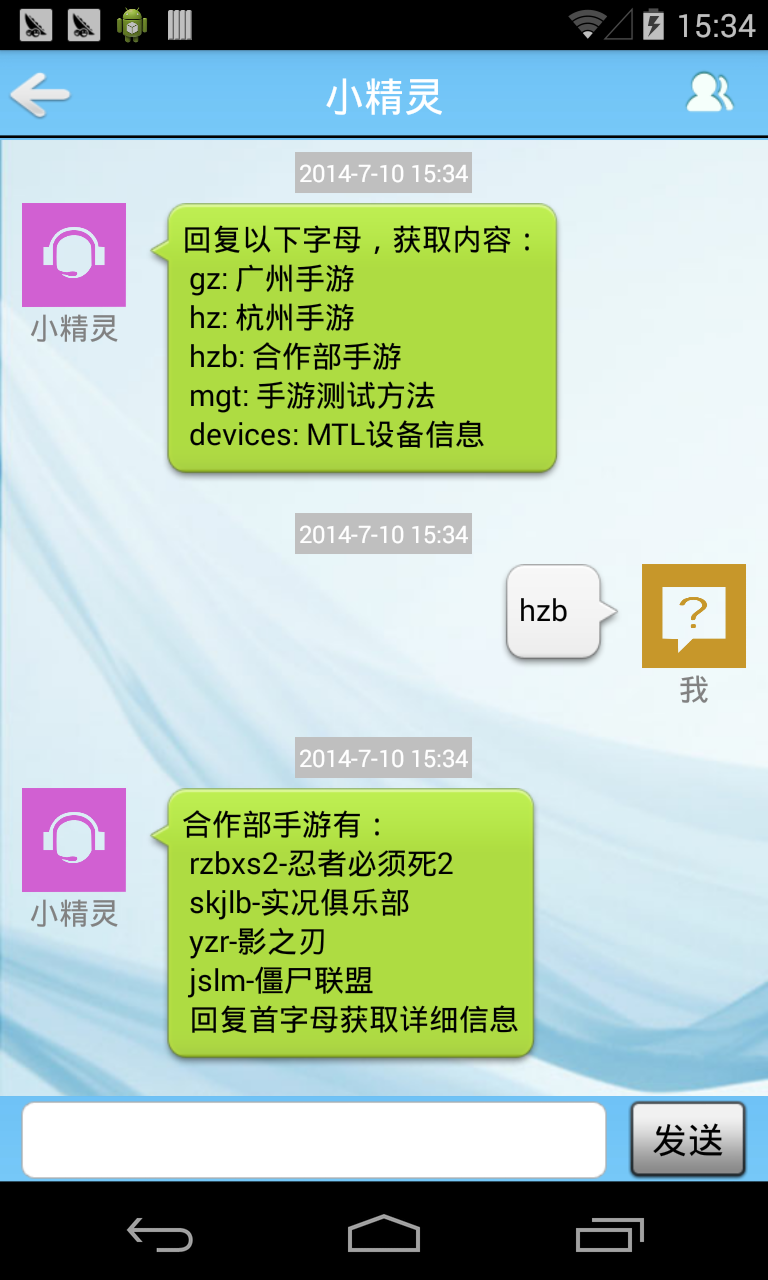 15:34
小精灵
2014-7-10 15:34
回复以下字母，获取内容：
gz: 广州手游
hz: 杭州手游
hzb: 合作部手游
mgt: 手游测试方法
devices: MTL设备信息
小精灵
2014-7-10 15:34
hzb
?
我
2014-7-10 15:34
合作部手游有：
rzbxs2-忍者必须死2
skjlb-实况俱乐部
yzr-影之刃
jslm-僵尸联盟
回复首字母获取详细信息
小精灵
发送